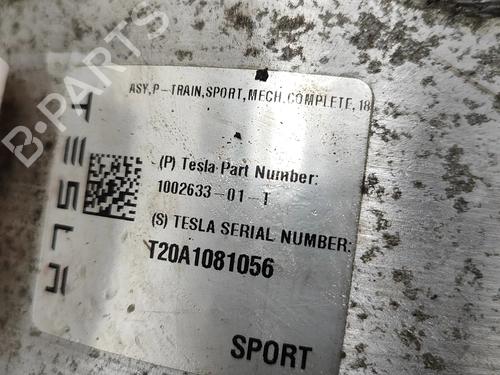 ASY,P-TRAIN,SPORT,MECH,COMPLETE,18
TESLA
(P) Tesla Part Number:
1002633-01-T
(S) TESLA SERIAL NUMBER:
T20A1081056
SPORT
B-PARTS